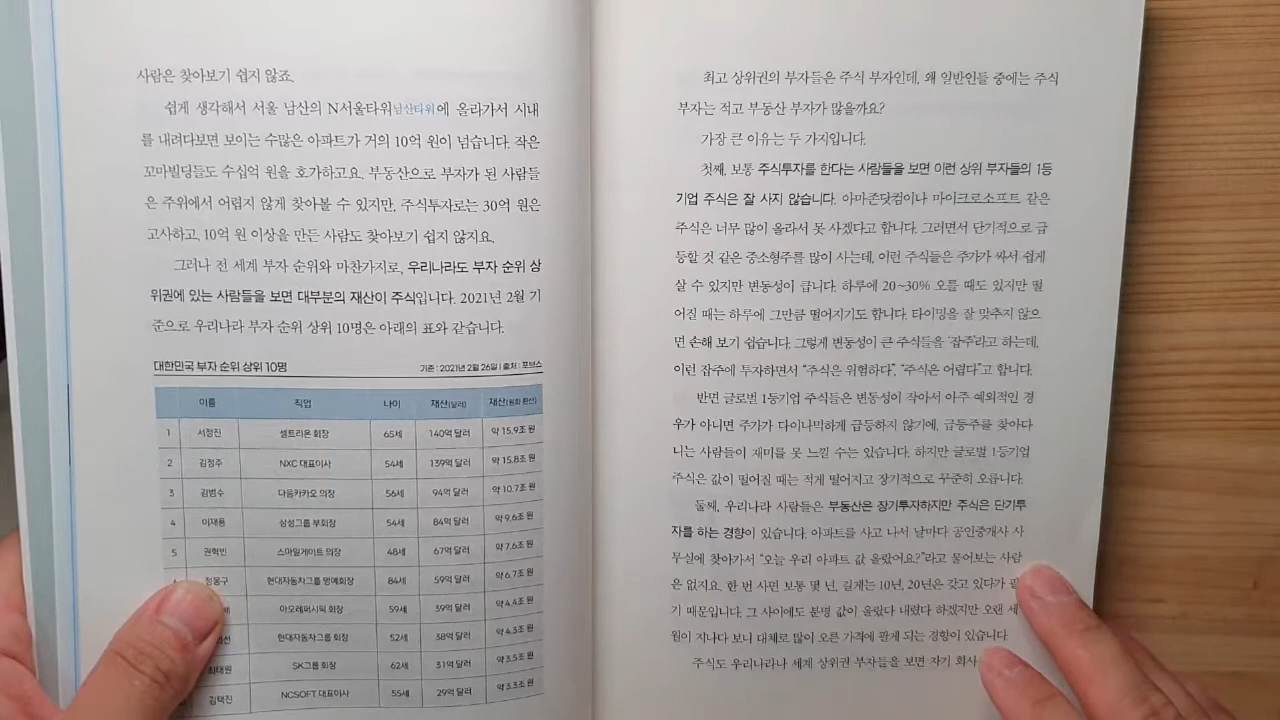 사람은 찾아보기 쉽지 않죠.
쉽게 생각해서 서울 남산의 N서울타워남산타워에 올라가서 시내
를 내려다보면 보이는 수많은 아파트가 거의 10억 원이 넘습니다. 작은
꼬마빌딩들도 수십억 원을 호가하고요. 부동산으로 부자가 된 사람들
은 주위에서 어렵지 않게 찾아볼 수 있지만, 주식투자로는 30억 원은
고사하고, 10억 원 이상을 만든 사람도 찾아보기 쉽지 않지요.
그러나 전 세계 부자 순위와 마찬가지로, 우리나라도 부자 순위 상
위권에 있는 사람들을 보면 대부분의 재산이 주식입니다. 2021년 2월 기
준으로 우리나라 부자 순위 상위 10명은 아래의 표와 같습니다.
대한민국 부자 순위 상위 10명 기준 : 2021년 2월 26일 | 출처 : 포브스
이름 직업 나이 재산(달러) 재산(원화 환산)
1 서정진 셀트리온 회장 65세 140억 달러 약 15.9조 원
2 김정주 NXC 대표이사 54세 139억 달러 약 15.8조 원
3 김범수 다음카카오 의장 56세 94억 달러 약 10.7조 원
4 이재용 삼성그룹 부회장 54세 84억 달러 약 9.6조 원
5 권혁빈 스마일게이트 의장 48세 67억 달러 약 7.6조 원
정몽구 현대자동차그룹 명예회장 84세 59억 달러 약 6.7조 원
아모레퍼시픽 회장 59세 39억 달러 약 4.4조 원
현대자동차그룹 회장 52세 38억 달러 약 4.3조 원
최태원 SK그룹 회장 62세 31억 달러 약 3.5조 원
김택진 NCSOFT 대표이사 55세 29억 달러 약 3.3조 원
최고 상위권의 부자들은 주식 부자인데, 왜 일반인들 중에는 주식
부자는 적고 부동산 부자가 많을까요?
가장 큰 이유는 두 가지입니다.
첫째, 보통 주식투자를 한다는 사람들을 보면 이런 상위 부자들의 1등
기업 주식은 잘 사지 않습니다. 아마존닷컴이나 마이크로소프트 같은
주식은 너무 많이 올라서 못 사겠다고 합니다. 그러면서 단기적으로 급
등할 것 같은 중소형주를 많이 사는데, 이런 주식들은 주가가 싸서 쉽게
살 수 있지만 변동성이 큽니다. 하루에 20~30% 오를 때도 있지만 떨
어질 때는 하루에 그만큼 떨어지기도 합니다. 타이밍을 잘 맞추지 않으
면 손해 보기 쉽습니다. 그렇게 변동성이 큰 주식들을 '잡주'라고 하는데,
이런 잡주에 투자하면서 “주식은 위험하다”, “주식은 어렵다”고 합니다.
반면 글로벌 1등기업 주식들은 변동성이 작아서 아주 예외적인 경
우가 아니면 주가가 다이나믹하게 급등하지 않기에, 급등주를 찾아다
니는 사람들이 재미를 못 느낄 수는 있습니다. 하지만 글로벌 1등기업
주식은 값이 떨어질 때는 적게 떨어지고 장기적으로 꾸준히 오릅니다.
둘째, 우리나라 사람들은 부동산은 장기투자하지만 주식은 단기투
자를 하는 경향이 있습니다. 아파트를 사고 나서 날마다 공인중개사 사
무실에 찾아가서 “오늘 우리 아파트 값 올랐어요?”라고 물어보는 사람
은 없지요. 한 번 사면 보통 몇 년, 길게는 10년, 20년은 갖고 있다가
기 때문입니다. 그 사이에도 분명 값이 올랐다 내렸다 하겠지만 오랜
월이 지나다 보니 대체로 많이 오른 가격에 팔게 되는 경향이 있습니다.
주식도 우리나라나 세계 상위권 부자들을 보면 자기 회사